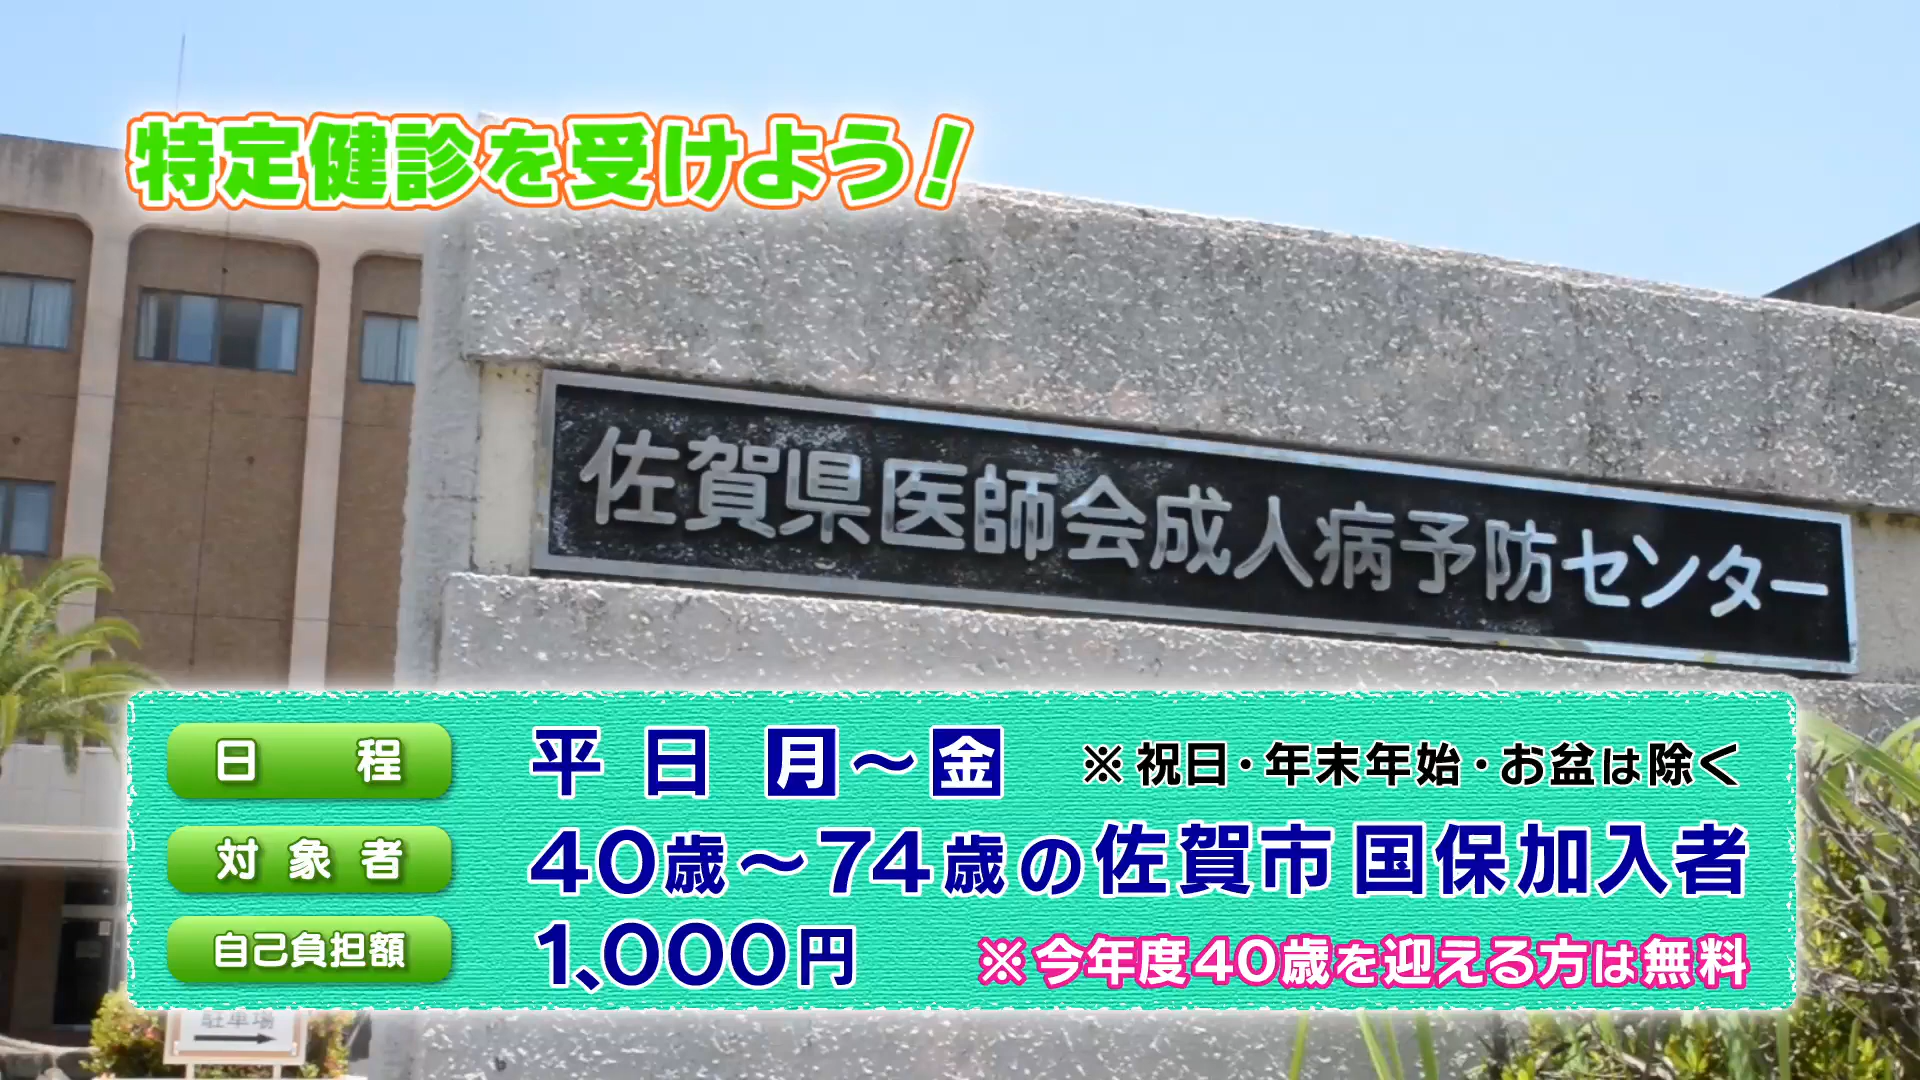 特定健診を受けよう!
佐賀県医師会成人病予防センター
日程 平日 月～金 ※祝日・年末年始・お盆は除く
対象者 40歳～74歳の佐賀市国保加入者
自己負担額 1,000円 ※今年度40歳を迎える方は無料
駐車場